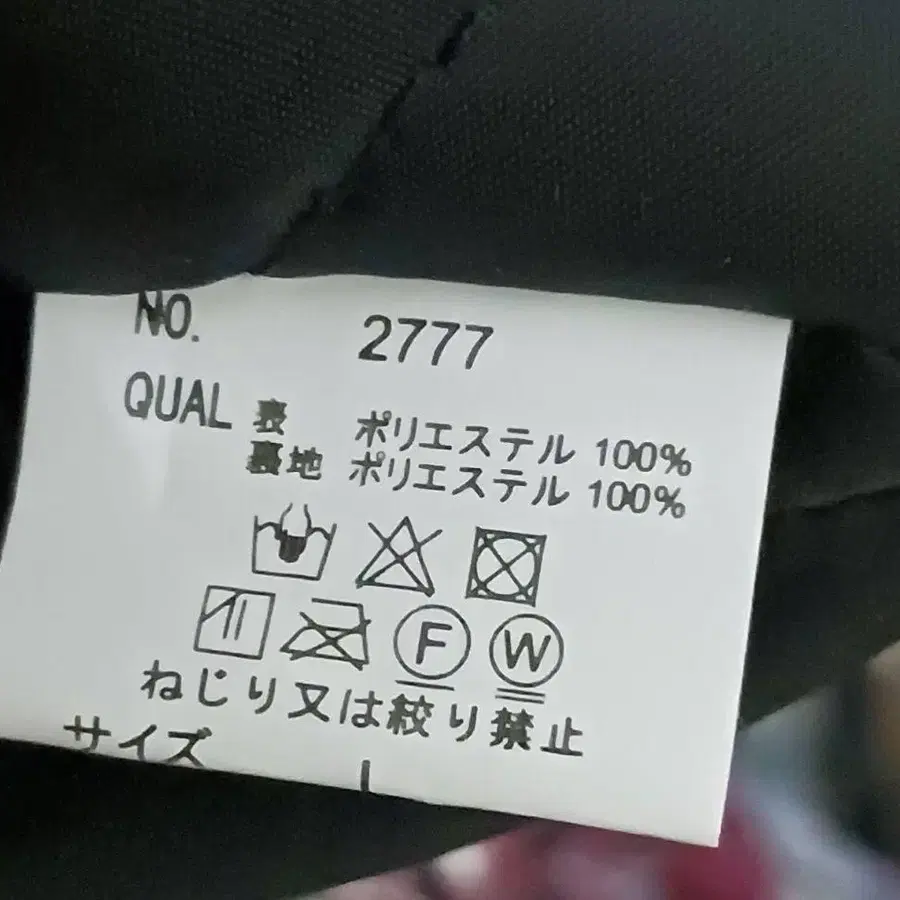 NO. 2777
QUAL 表 ポリエステル 100%
裏地 ポリエステル 100%
F W
ねじり又は絞り禁止
サイズ